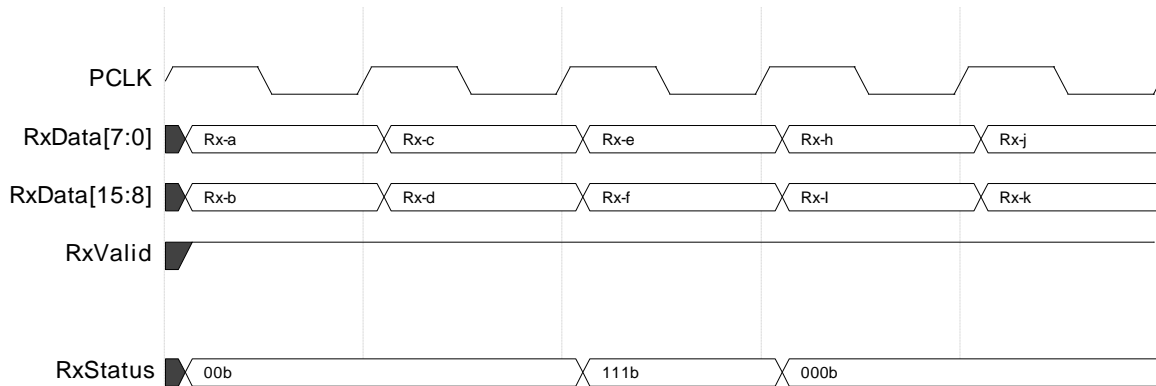 PCLK
RxData[7:0] Rx-a Rx-c Rx-e Rx-h Rx-j
RxData[15:8] Rx-b Rx-d Rx-f Rx-I Rx-k
RxValid
RxStatus 00b 111b 000b